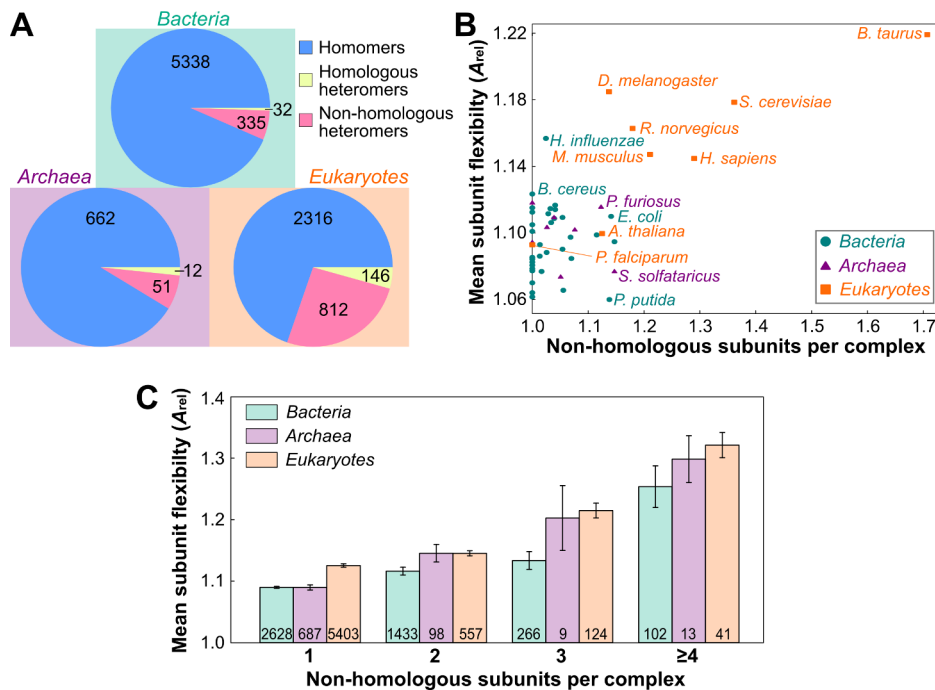 A
Bacteria
5338
32
335
Homomers
Homologous
heteromers
Non-homologous
heteromers
Archaea
662
12
51
Eukaryotes
2316
146
812
B
Mean subunit flexibility (Arel)
1.22
1.18
1.14
1.10
1.06
B. taurus
D. melanogaster
S. cerevisiae
R. norvegicus
H. influenzae
M. musculus
H. sapiens
B. cereus
P. furiosus
E. coli
A. thaliana
P. falciparum
S. solfataricus
P. putida
Bacteria
Archaea
Eukaryotes
1.0 1.1 1.2 1.3 1.4 1.5 1.6 1.7
Non-homologous subunits per complex
C
Mean subunit flexibilty (Arel)
1.4
1.3
1.2
1.1
1.0
Bacteria
Archaea
Eukaryotes
2628 687 5403 1433 98 557 266 9 124 102 13 41
1 2 3 ≥4
Non-homologous subunits per complex